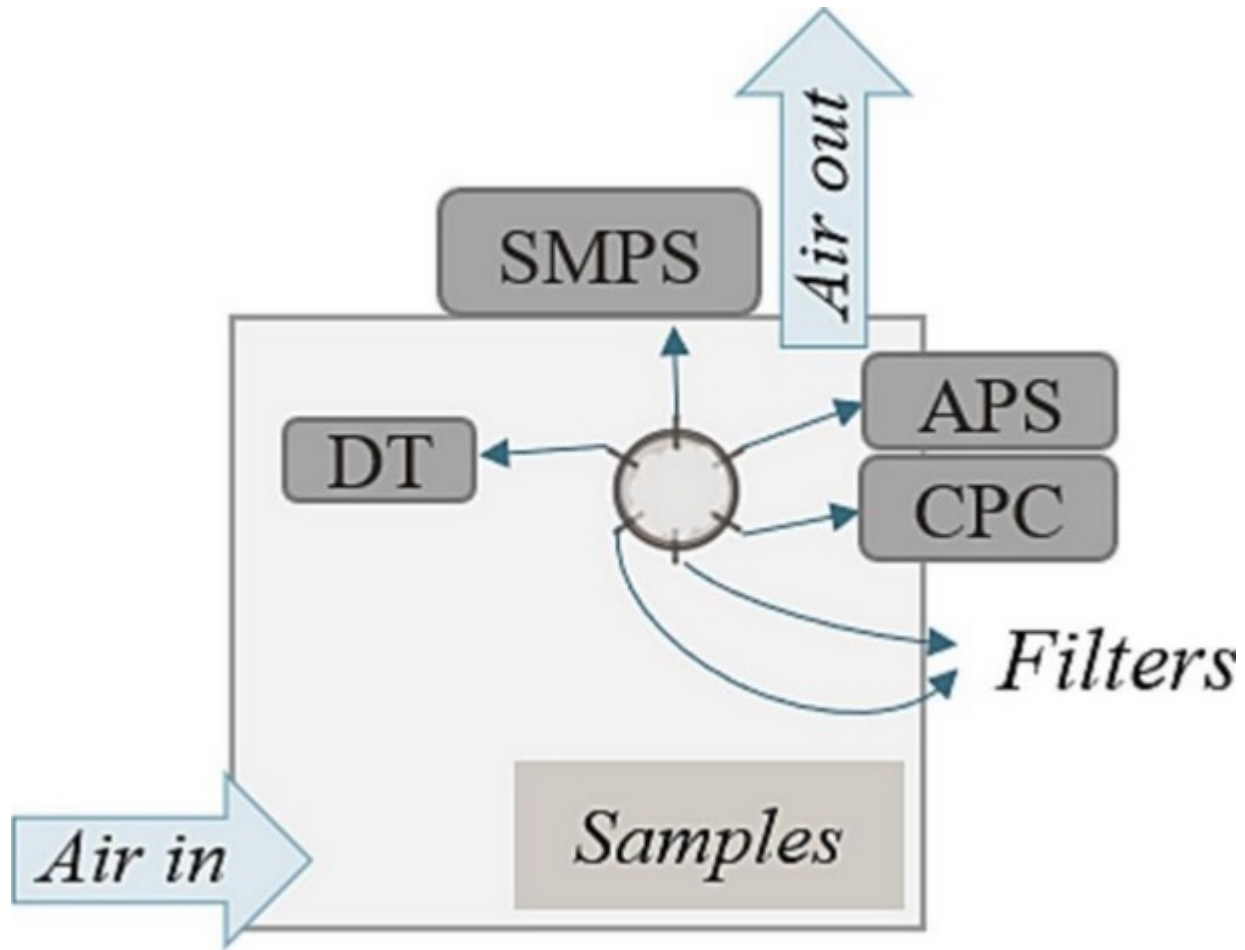 Air out
SMPS
APS
DT
CPC
Filters
Samples
Air in